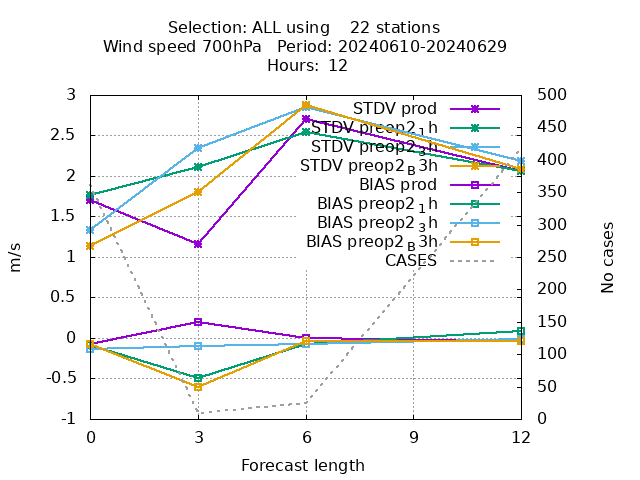 Selection: ALL using    22 stations
Wind speed 700hPa   Period: 20240610-20240629
Hours:  12
3
2.5
2
1.5
1
0.5
0
-0.5
-1
500
450
400
350
300
250
200
150
100
50
0
STDV prod
STDV preop2_1h
STDV preop2_3h
STDV preop2_B3h
BIAS prod
BIAS preop2_1h
BIAS preop2_3h
BIAS preop2_B3h
CASES
m/s
No cases
0
3
6
9
12
Forecast length